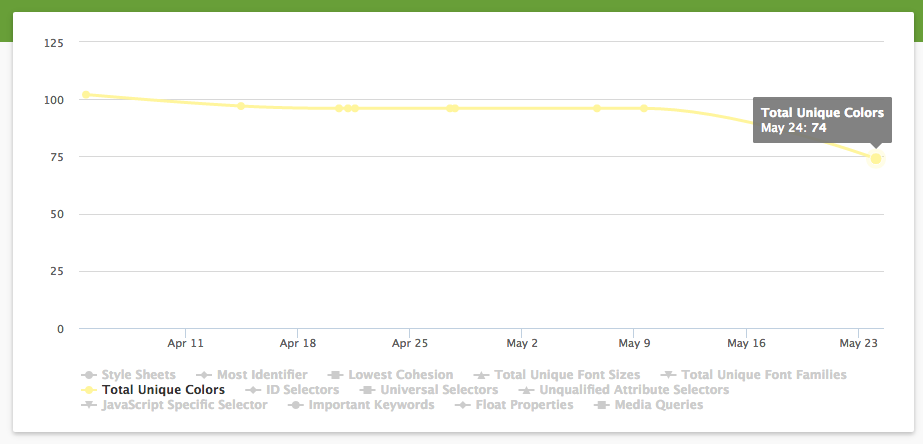 125
100
75
50
25
0
Total Unique Colors
May 24: 74
Apr 11 Apr 18 Apr 25 May 2 May 9 May 16 May 23
Style Sheets Most Identifier Lowest Cohesion Total Unique Font Sizes Total Unique Font Families
Total Unique Colors ID Selectors Universal Selectors Unqualified Attribute Selectors
JavaScript Specific Selector Important Keywords Float Properties Media Queries